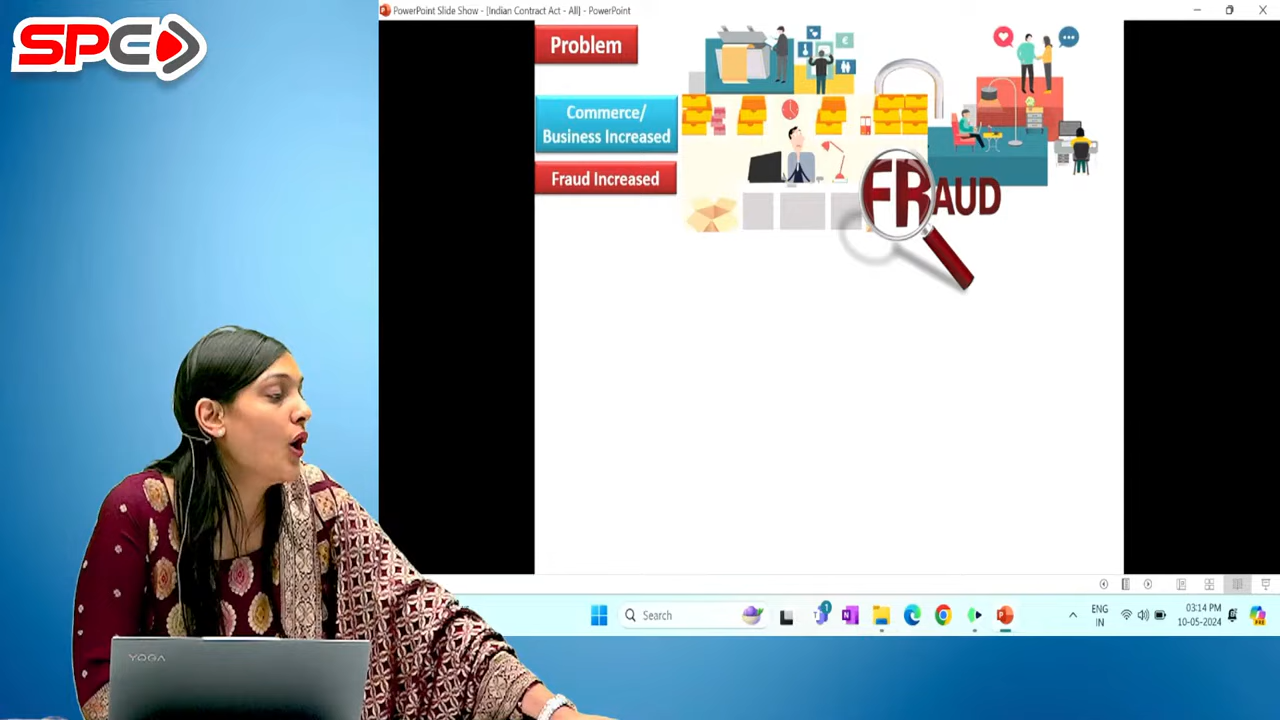 SPC
PowerPoint Slide Show - [Indian Contract Act - All] - PowerPoint
Problem
Commerce/
Business Increased
Fraud Increased
FRAUD
YOGA
Search
ENG
IN
03:14 PM
10-05-2024